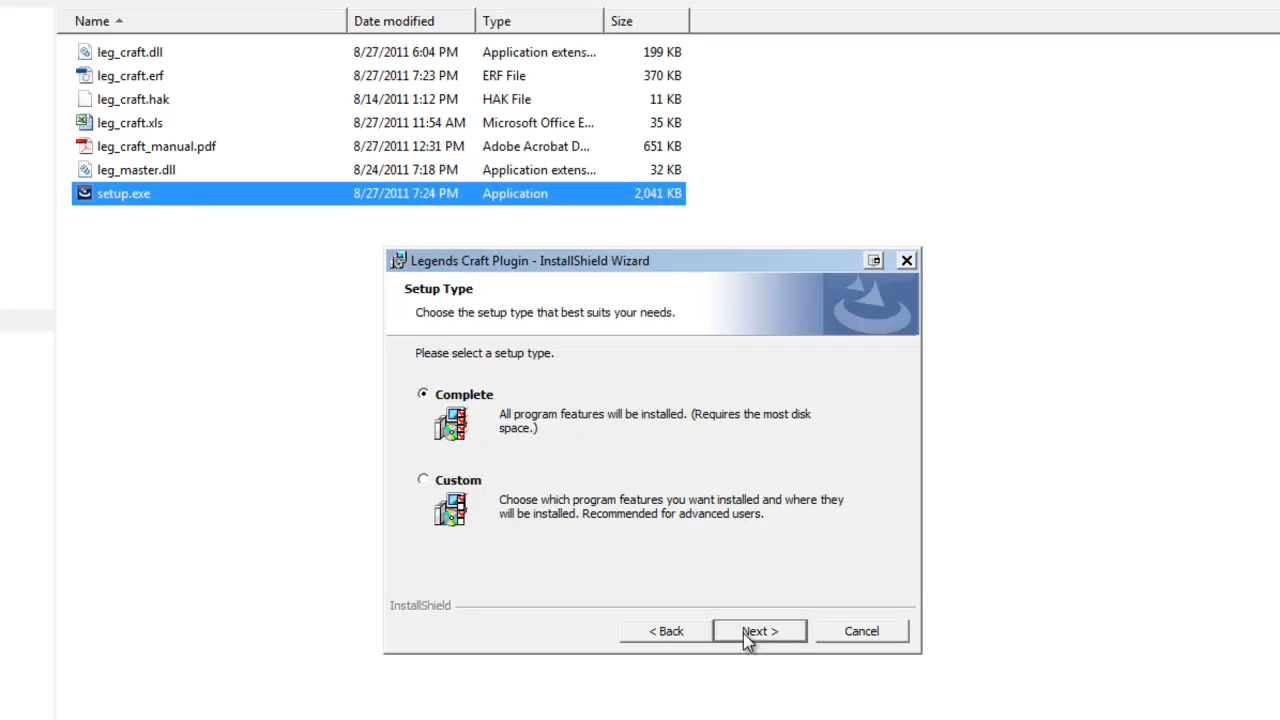 Name Date modified Type Size
leg_craft.dll 8/27/2011 6:04 PM Application extens... 199 KB
leg_craft.erf 8/27/2011 7:23 PM ERF File 370 KB
leg_craft.hak 8/14/2011 1:12 PM HAK File 11 KB
leg_craft.xls 8/27/2011 11:54 AM Microsoft Office E... 35 KB
leg_craft_manual.pdf 8/27/2011 12:31 PM Adobe Acrobat D... 651 KB
leg_master.dll 8/24/2011 7:18 PM Application extens... 32 KB
setup.exe 8/27/2011 7:24 PM Application 2,041 KB
Legends Craft Plugin - InstallShield Wizard
Setup Type
Choose the setup type that best suits your needs.
Please select a setup type.
Complete
All program features will be installed. (Requires the most disk
space.)
Custom
Choose which program features you want installed and where they
will be installed. Recommended for advanced users.
InstallShield
< Back Next > Cancel